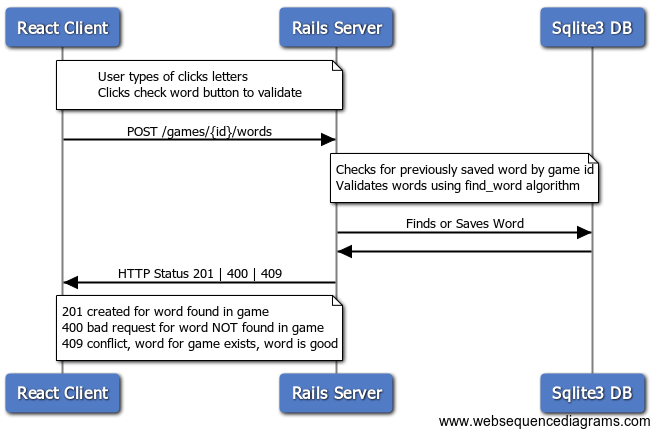 React Client
Rails Server
Sqlite3 DB
User types of clicks letters
Clicks check word button to validate
POST /games/{id}/words
Checks for previously saved word by game id
Validates words using find_word algorithm
Finds or Saves Word
HTTP Status 201 | 400 | 409
201 created for word found in game
400 bad request for word NOT found in game
409 conflict, word for game exists, word is good
React Client
Rails Server
Sqlite3 DB
www.websequencediagrams.com